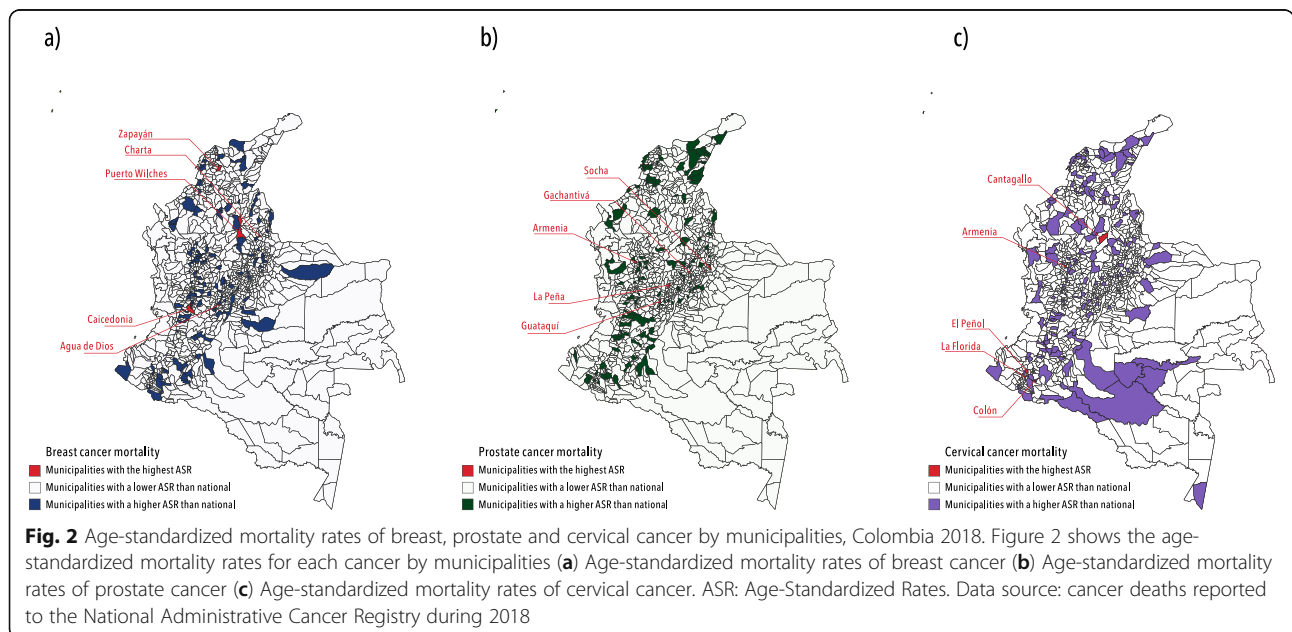 a)
Zapayán
Charta
Puerto Wilches
Caicedonia
Agua de Dios
Breast cancer mortality
Municipalities with the highest ASR
Municipalities with a lower ASR than national
Municipalities with a higher ASR than national
b)
Socha
Gachantivá
Armenia
La Peña
Guataquí
Prostate cancer mortality
Municipalities with the highest ASR
Municipalities with a lower ASR than national
Municipalities with a higher ASR than national
c)
Cantagallo
Armenia
El Peñol
La Florida
Colón
Cervical cancer mortality
Municipalities with the highest ASR
Municipalities with a lower ASR than national
Municipalities with a higher ASR than national
Fig. 2 Age-standardized mortality rates of breast, prostate and cervical cancer by municipalities, Colombia 2018. Figure 2 shows the age-
standardized mortality rates for each cancer by municipalities (a) Age-standardized mortality rates of breast cancer (b) Age-standardized mortality
rates of prostate cancer (c) Age-standardized mortality rates of cervical cancer. ASR: Age-Standardized Rates. Data source: cancer deaths reported
to the National Administrative Cancer Registry during 2018